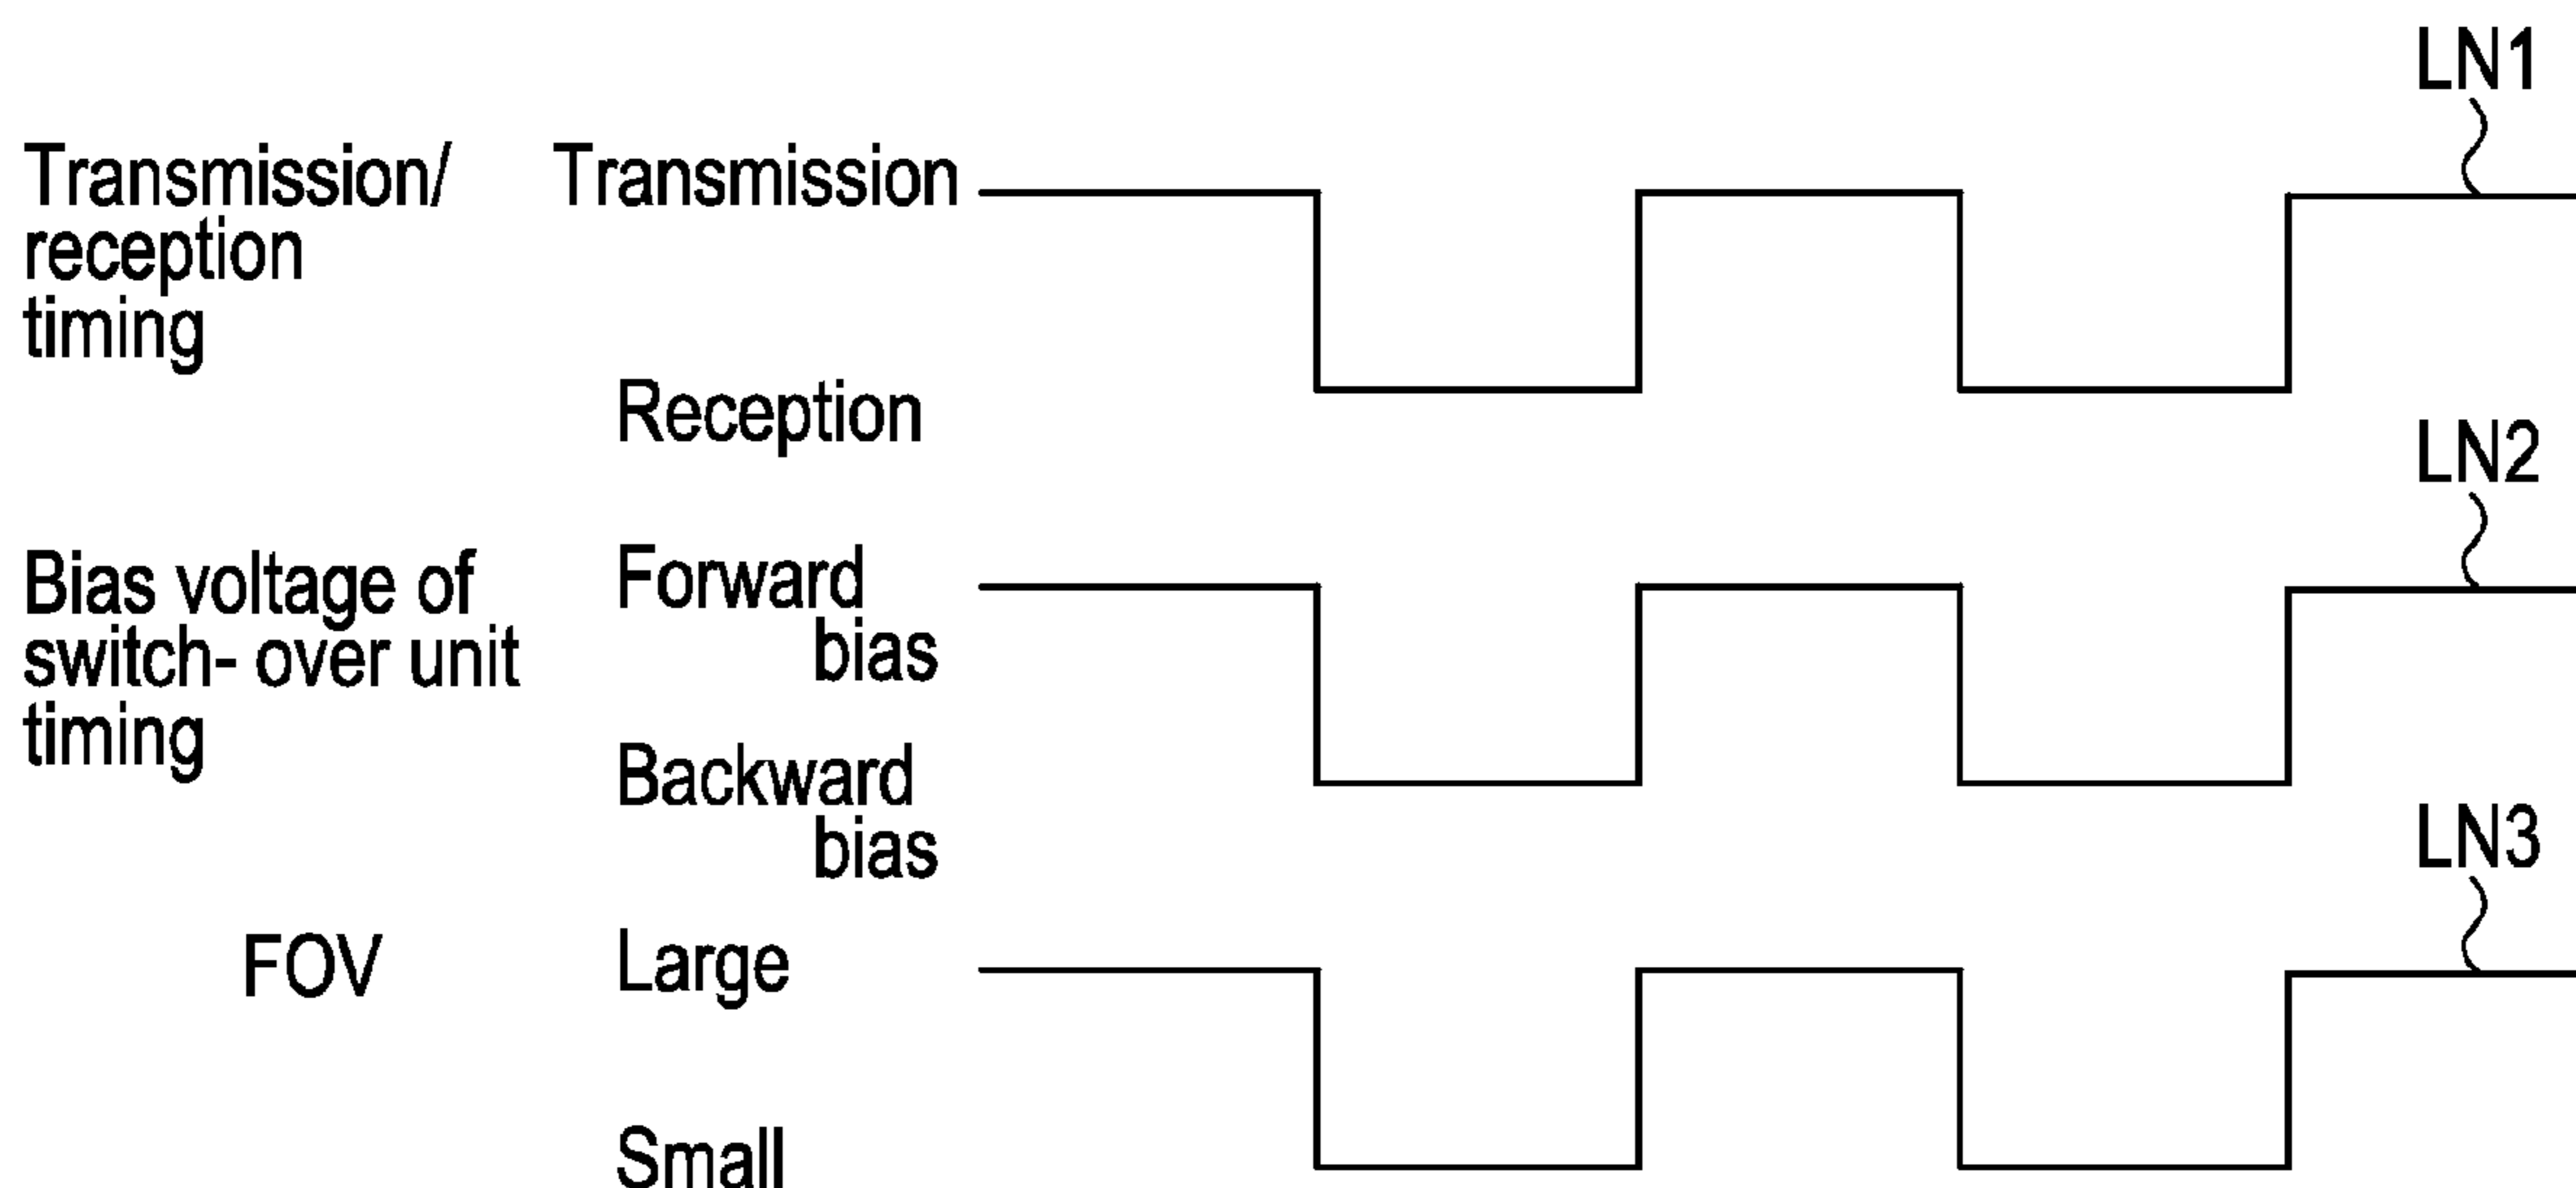 LN1
Transmission/
reception
timing
Transmission
Reception
LN2
Bias voltage of
switch- over unit
timing
Forward
bias
Backward
bias
LN3
FOV
Large
Small